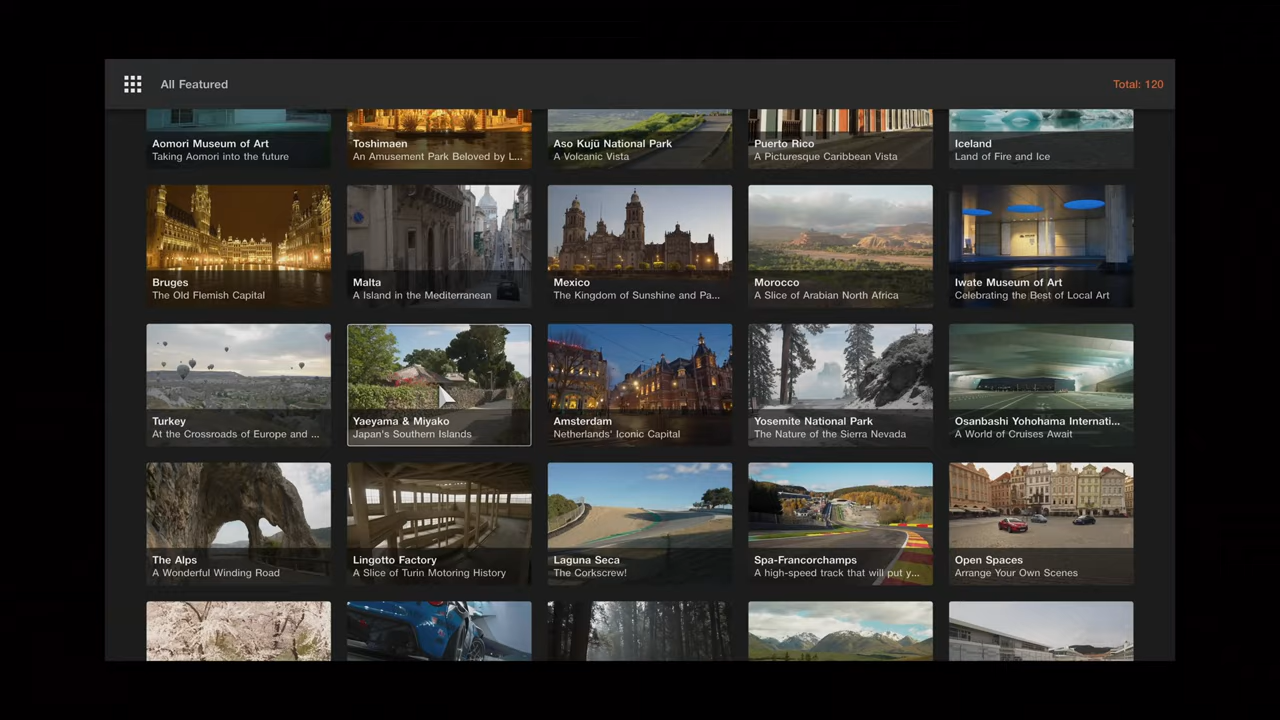 All Featured
Total: 120
Aomori Museum of Art
Taking Aomori into the future
Toshimaen
An Amusement Park Beloved by L...
Aso Kujū National Park
A Volcanic Vista
Puerto Rico
A Picturesque Caribbean Vista
Iceland
Land of Fire and Ice
Bruges
The Old Flemish Capital
Malta
A Island in the Mediterranean
Mexico
The Kingdom of Sunshine and Pa...
Morocco
A Slice of Arabian North Africa
Iwate Museum of Art
Celebrating the Best of Local Art
Turkey
At the Crossroads of Europe and ...
Yaeyama & Miyako
Japan's Southern Islands
Amsterdam
Netherlands' Iconic Capital
Yosemite National Park
The Nature of the Sierra Nevada
Osanbashi Yohohama Internati...
A World of Cruises Await
The Alps
A Wonderful Winding Road
Lingotto Factory
A Slice of Turin Motoring History
Laguna Seca
The Corkscrew!
Spa-Francorchamps
A high-speed track that will put y...
Open Spaces
Arrange Your Own Scenes